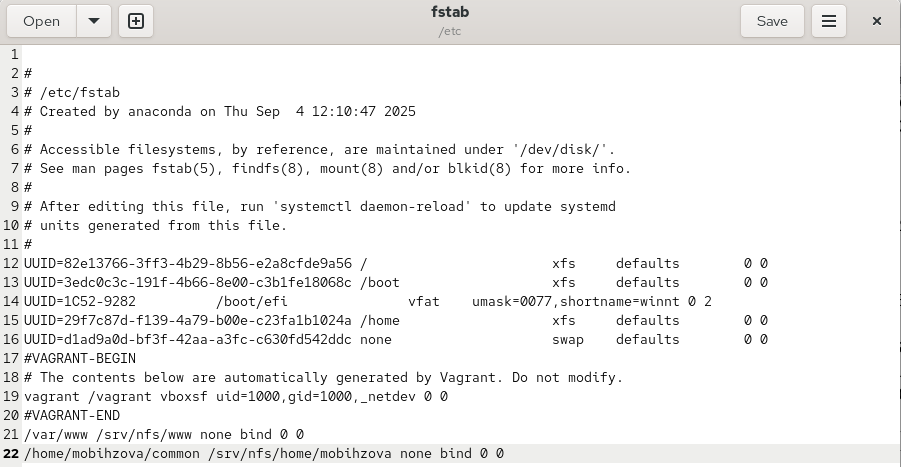 Open
fstab
/etc
Save
1
2 #
3 # /etc/fstab
4 # Created by anaconda on Thu Sep  4 12:10:47 2025
5 #
6 # Accessible filesystems, by reference, are maintained under '/dev/disk/'.
7 # See man pages fstab(5), findfs(8), mount(8) and/or blkid(8) for more info.
8 #
9 # After editing this file, run 'systemctl daemon-reload' to update systemd
10 # units generated from this file.
11 #
12 UUID=82e13766-3ff3-4b29-8b56-e2a8cfde9a56 /                       xfs     defaults        0 0
13 UUID=3edc0c3c-191f-4b66-8e00-c3b1fe18068c /boot                   xfs     defaults        0 0
14 UUID=1C52-9282          /boot/efi               vfat    umask=0077,shortname=winnt 0 2
15 UUID=29f7c87d-f139-4a79-b00e-c23fa1b1024a /home                   xfs     defaults        0 0
16 UUID=d1ad9a0d-bf3f-42aa-a3fc-c630fd542ddc none                    swap    defaults        0 0
17 #VAGRANT-BEGIN
18 # The contents below are automatically generated by Vagrant. Do not modify.
19 vagrant /vagrant vboxsf uid=1000,gid=1000,_netdev 0 0
20 #VAGRANT-END
21 /var/www /srv/nfs/www none bind 0 0
22 /home/mobihzova/common /srv/nfs/home/mobihzova none bind 0 0